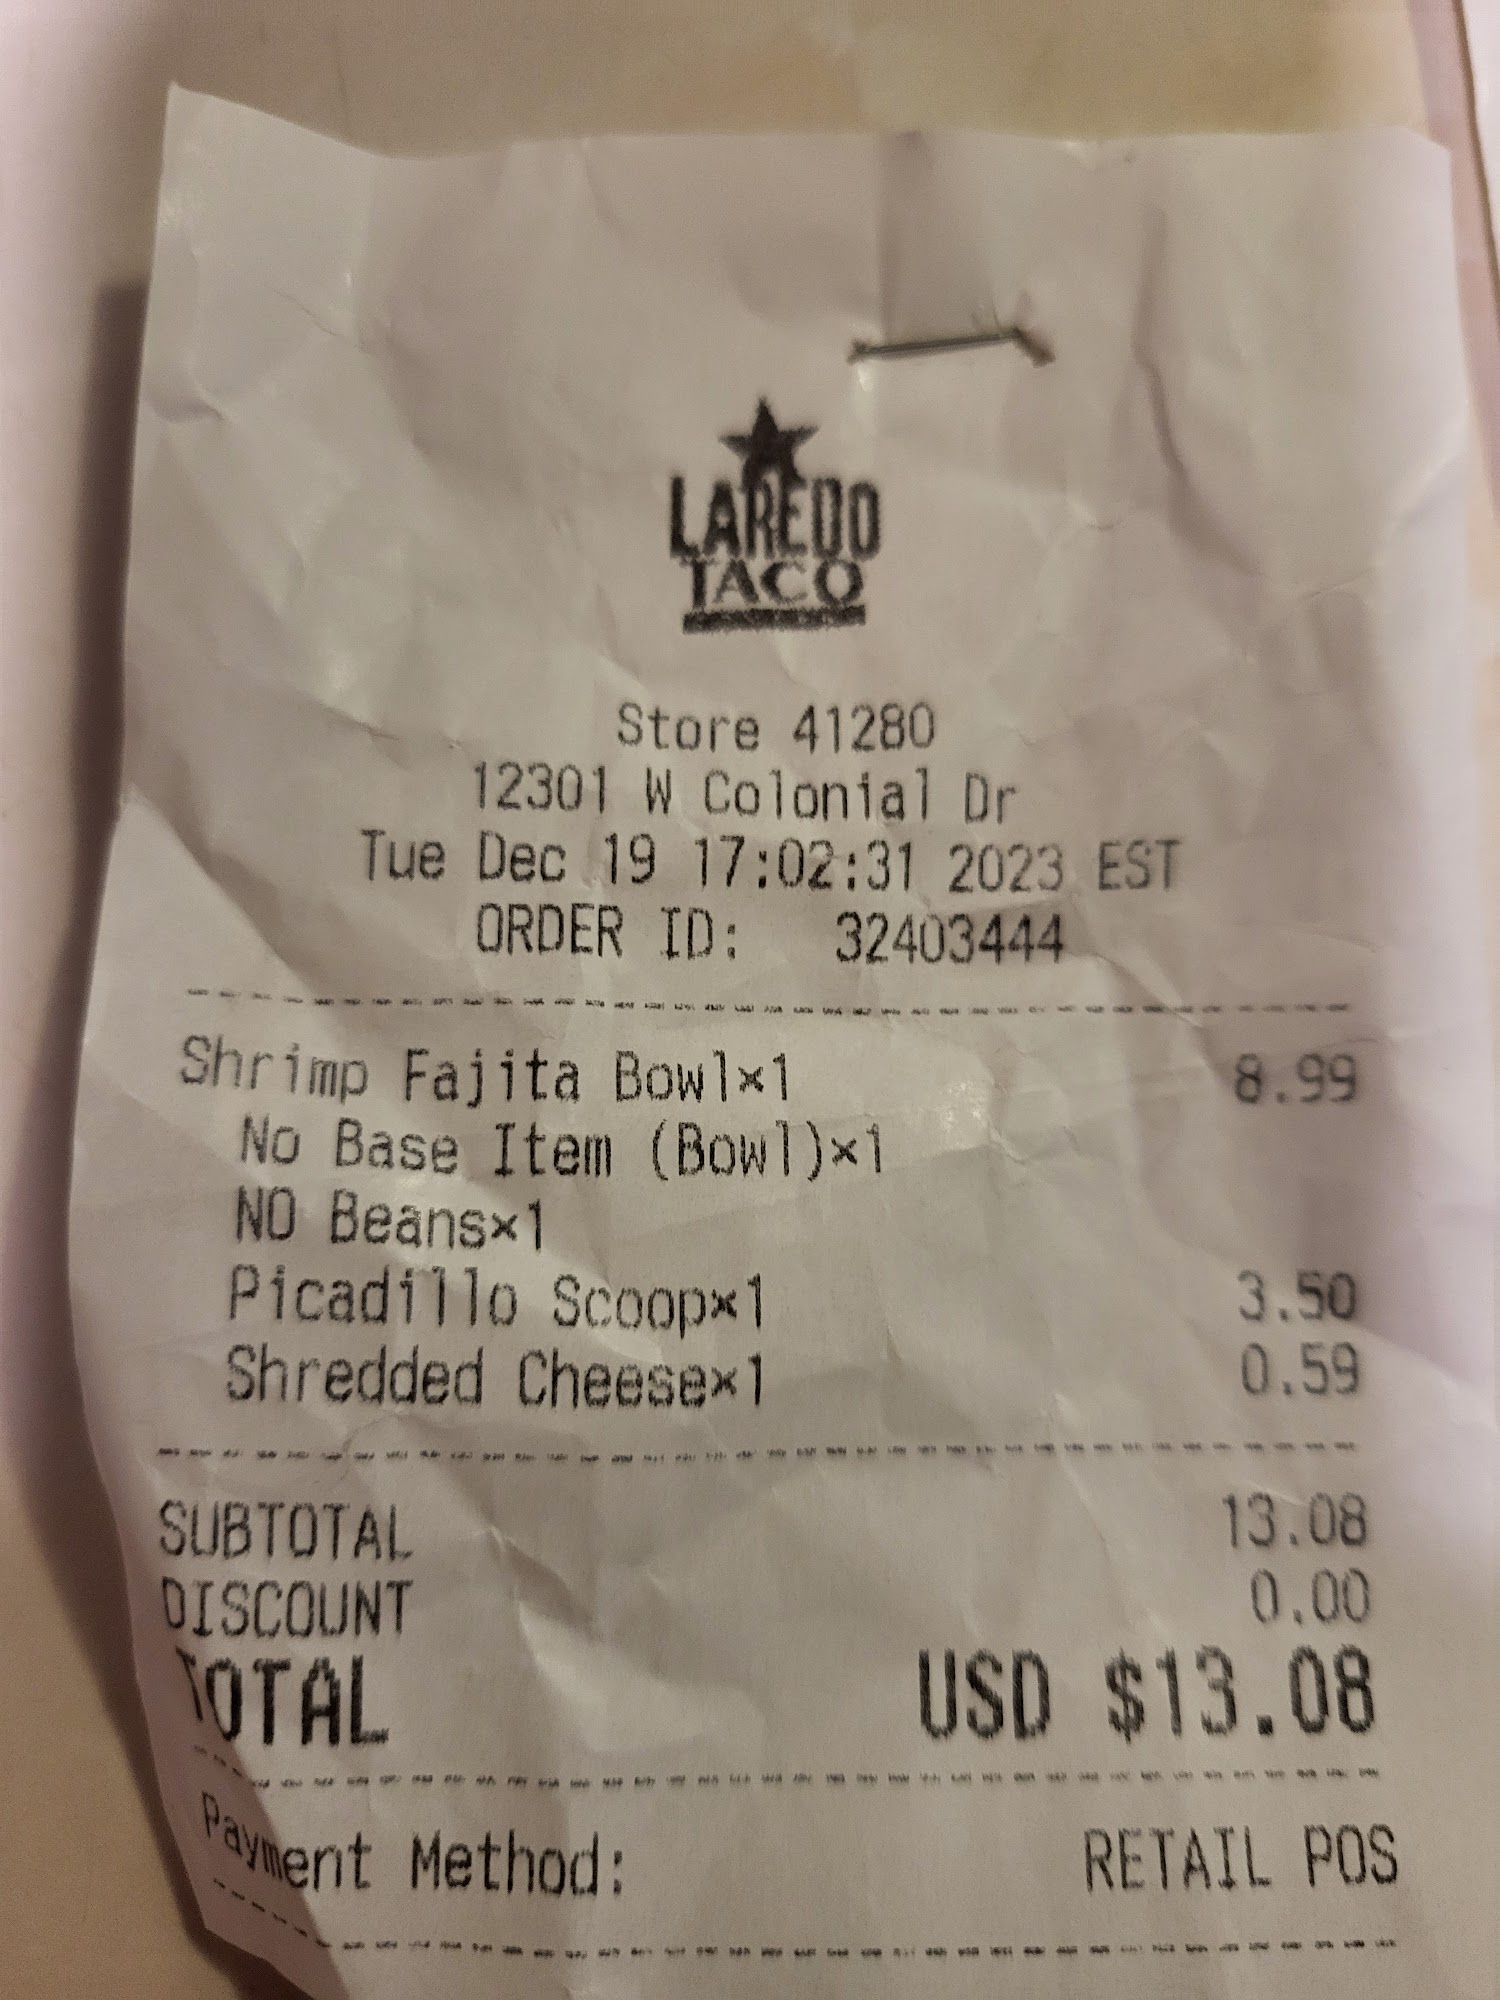 LAREDO
TACO
Store 41280
12301 W Colonial Dr
Tue Dec 19 17:02:31 2023 EST
ORDER ID: 32403444
Shrimp Fajita Bowl×1 8.99
No Base Item (Bowl)×1
NO Beans×1
Picadillo Scoop×1 3.50
Shredded Cheese×1 0.59
SUBTOTAL 13.08
DISCOUNT 0.00
TOTAL USD $13.08
Payment Method: RETAIL POS